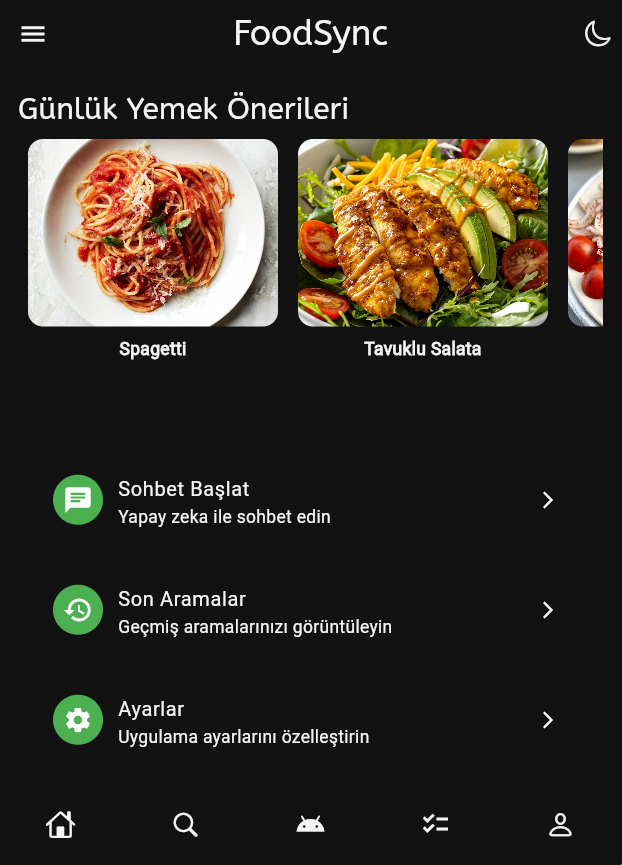 FoodSync
Günlük Yemek Önerileri
Spagetti
Tavuklu Salata
Sohbet Başlat
Yapay zeka ile sohbet edin
Son Aramalar
Geçmiş aramalarınızı görüntüleyin
Ayarlar
Uygulama ayarlarını özelleştirin